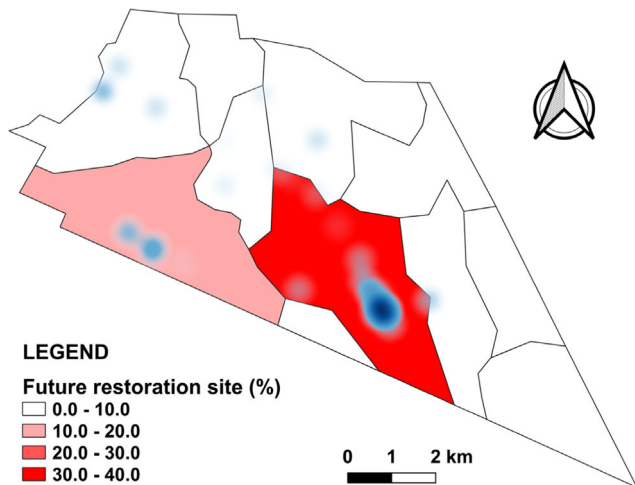 LEGEND
Future restoration site (%)
0.0 - 10.0
10.0 - 20.0
20.0 - 30.0
30.0 - 40.0
0 1 2 km